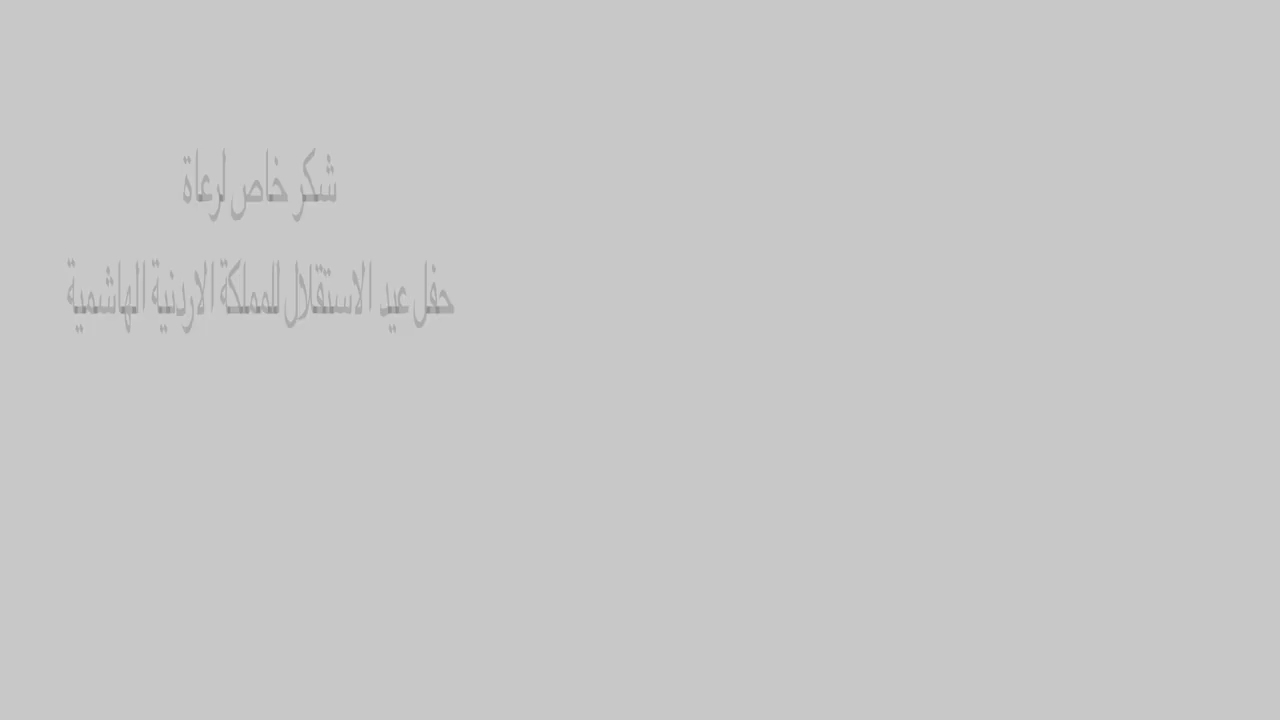 شكر خاص لرعاة
حفل عيد الاستقلال للمملكة الاردنية الهاشمية